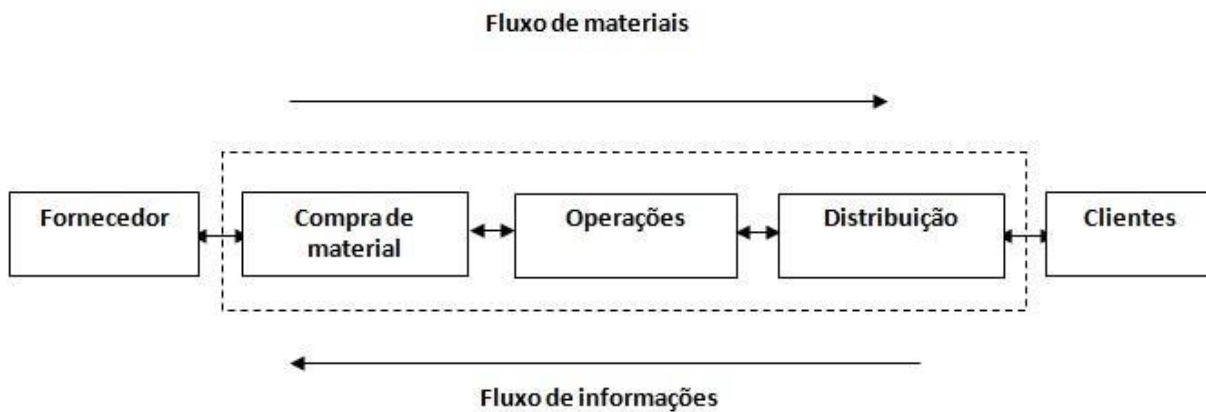 Fluxo de materiais
Fornecedor
Compra de
material
Operações
Distribuição
Clientes
Fluxo de informações